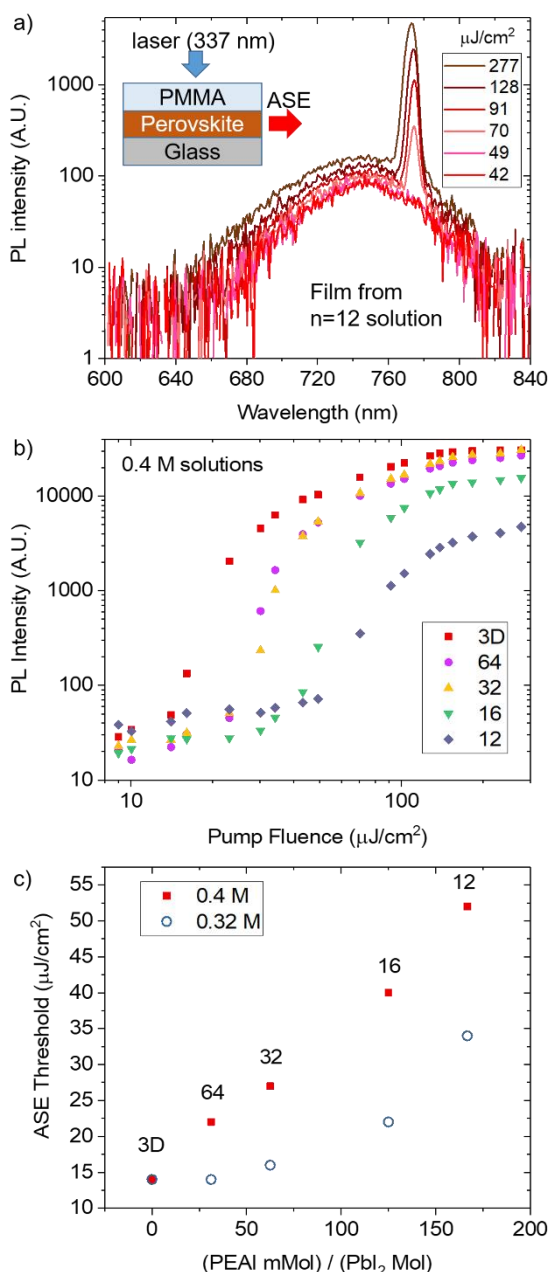 a)
laser (337 nm)
PMMA
Perovskite
Glass
ASE
μJ/cm²
277
128
91
70
49
42
Film from
n=12 solution
PL intensity (A.U.)
1000
100
10
1
600 640 680 720 760 800 840
Wavelength (nm)
b)
0.4 M solutions
3D
64
32
16
12
PL Intensity (A.U.)
10000
1000
100
10
10 100
Pump Fluence (μJ/cm²)
c)
0.4 M
0.32 M
3D
64
32
16
12
ASE Threshold (μJ/cm²)
55
50
45
40
35
30
25
20
15
10
0 50 100 150 200
(PEAI mMol) / (PbI₂ Mol)